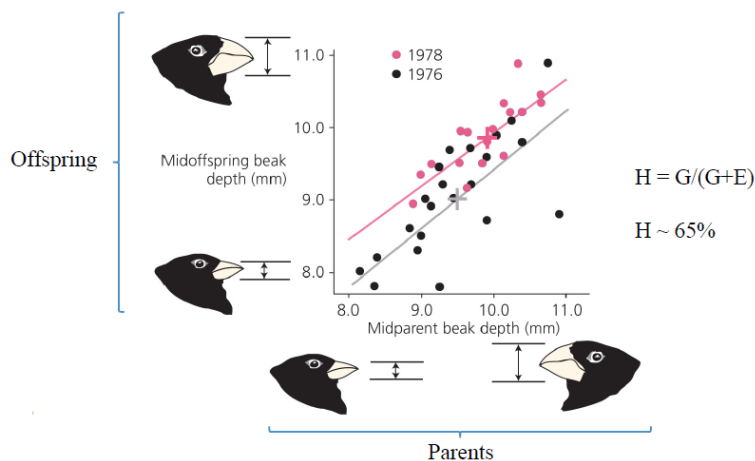 11.0
1978
1976
10.0
Offspring
Midoffspring beak
depth (mm)
H = G/(G+E)
9.0
H ~ 65%
8.0
8.0 9.0 10.0 11.0
Midparent beak depth (mm)
Parents